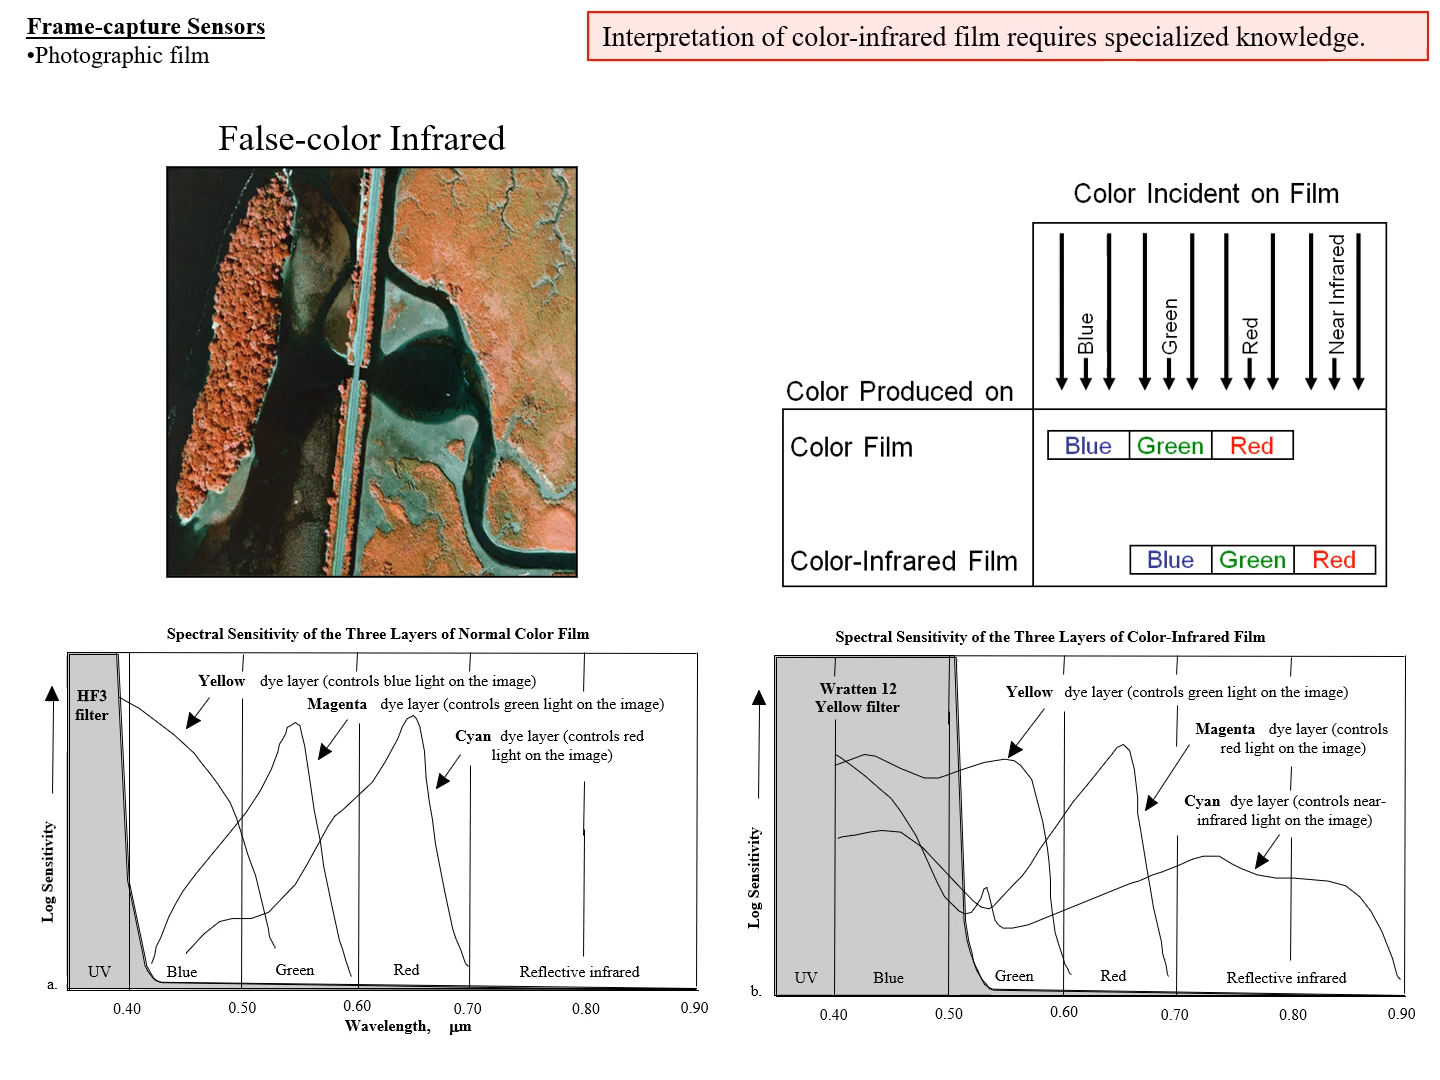 Frame-capture Sensors
•Photographic film
Interpretation of color-infrared film requires specialized knowledge.
False-color Infrared
Color Incident on Film
Blue
Green
Red
Near Infrared
Color Produced on
Color Film
Blue Green Red
Color-Infrared Film
Blue Green Red
Spectral Sensitivity of the Three Layers of Normal Color Film
HF3
filter
Yellow dye layer (controls blue light on the image)
Magenta dye layer (controls green light on the image)
Cyan dye layer (controls red
light on the image)
Log Sensitivity
UV Blue Green Red Reflective infrared
a.
0.40 0.50 0.60 0.70 0.80 0.90
Wavelength, µm
Spectral Sensitivity of the Three Layers of Color-Infrared Film
Wratten 12
Yellow filter
Yellow dye layer (controls green light on the image)
Magenta dye layer (controls
red light on the image)
Cyan dye layer (controls near-
infrared light on the image)
Log Sensitivity
UV Blue Green Red Reflective infrared
b.
0.40 0.50 0.60 0.70 0.80 0.90